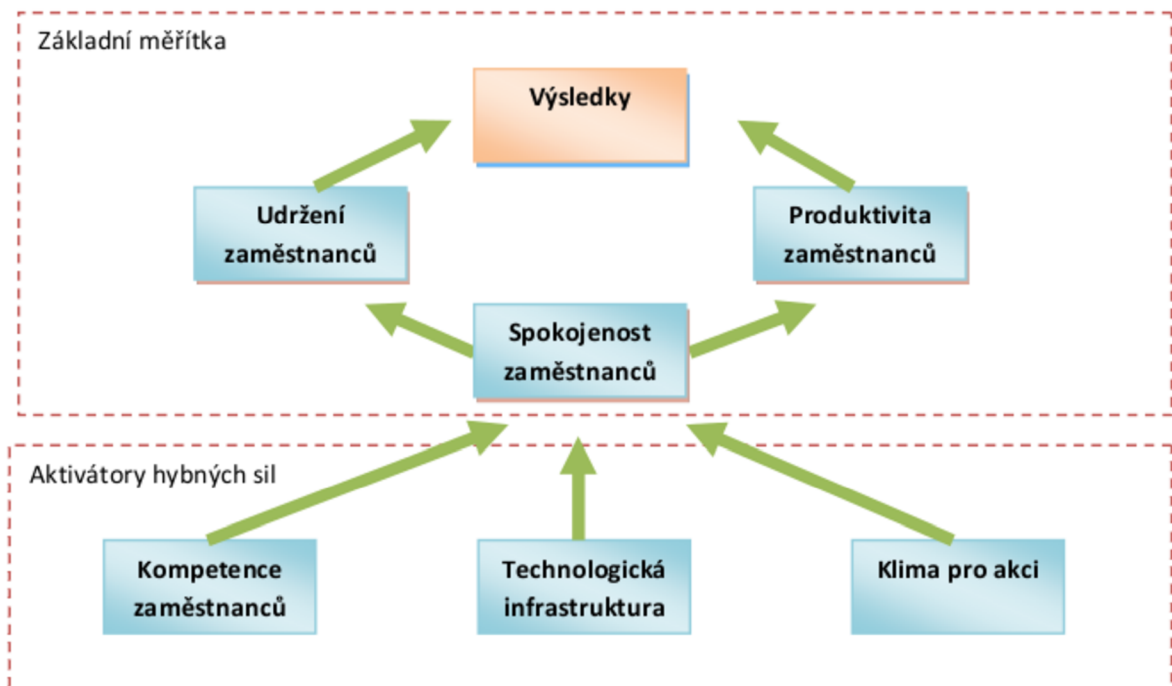 Základní měřítka
Výsledky
Udržení
zaměstnanců
Produktivita
zaměstnanců
Spokojenost
zaměstnanců
Aktivátory hybných sil
Kompetence
zaměstnanců
Technologická
infrastruktura
Klima pro akci